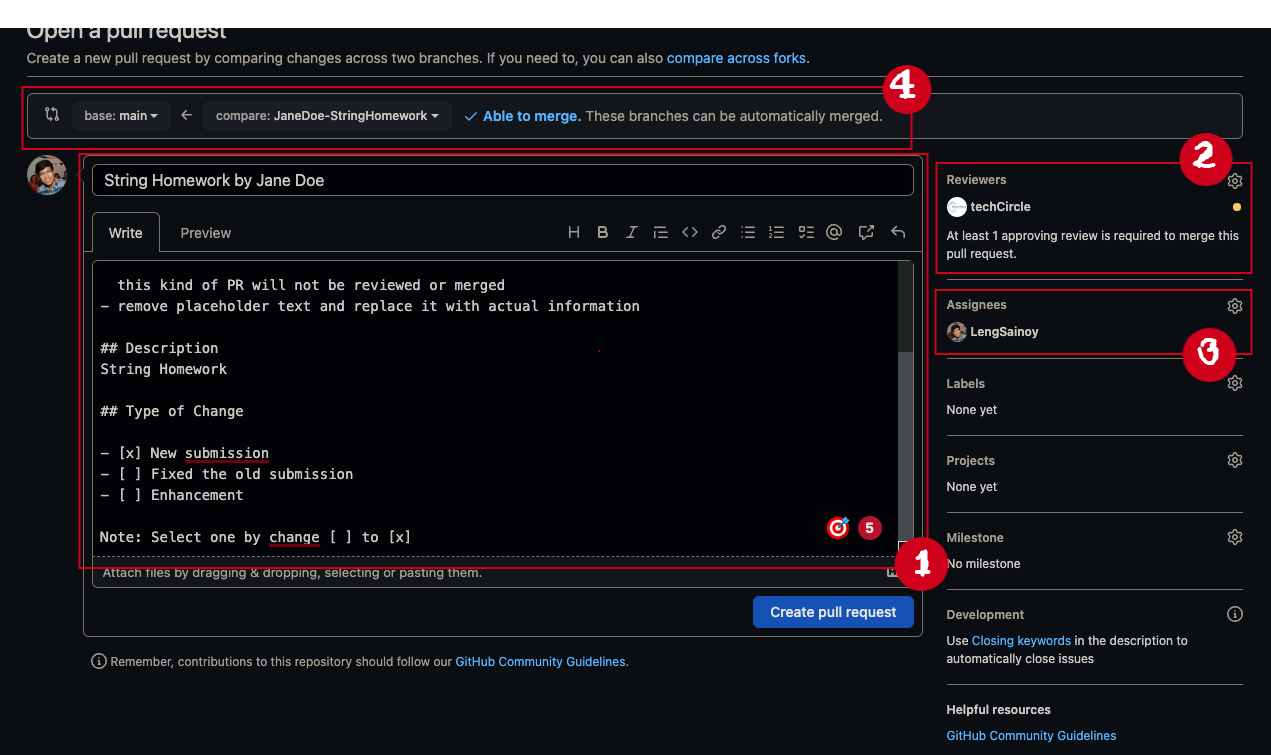 Open a pull request
Create a new pull request by comparing changes across two branches. If you need to, you can also compare across forks.
4
base: main compare: JaneDoe-StringHomework Able to merge. These branches can be automatically merged.
String Homework by Jane Doe
Write Preview
this kind of PR will not be reviewed or merged
- remove placeholder text and replace it with actual information
## Description
String Homework
## Type of Change
- [x] New submission
- [ ] Fixed the old submission
- [ ] Enhancement
Note: Select one by change [ ] to [x]
5
1
Attach files by dragging & dropping, selecting or pasting them.
Create pull request
Remember, contributions to this repository should follow our GitHub Community Guidelines.
2
Reviewers
techCircle
At least 1 approving review is required to merge this
pull request.
Assignees
LengSainoy
3
Labels
None yet
Projects
None yet
Milestone
No milestone
Development
Use Closing keywords in the description to
automatically close issues
Helpful resources
GitHub Community Guidelines